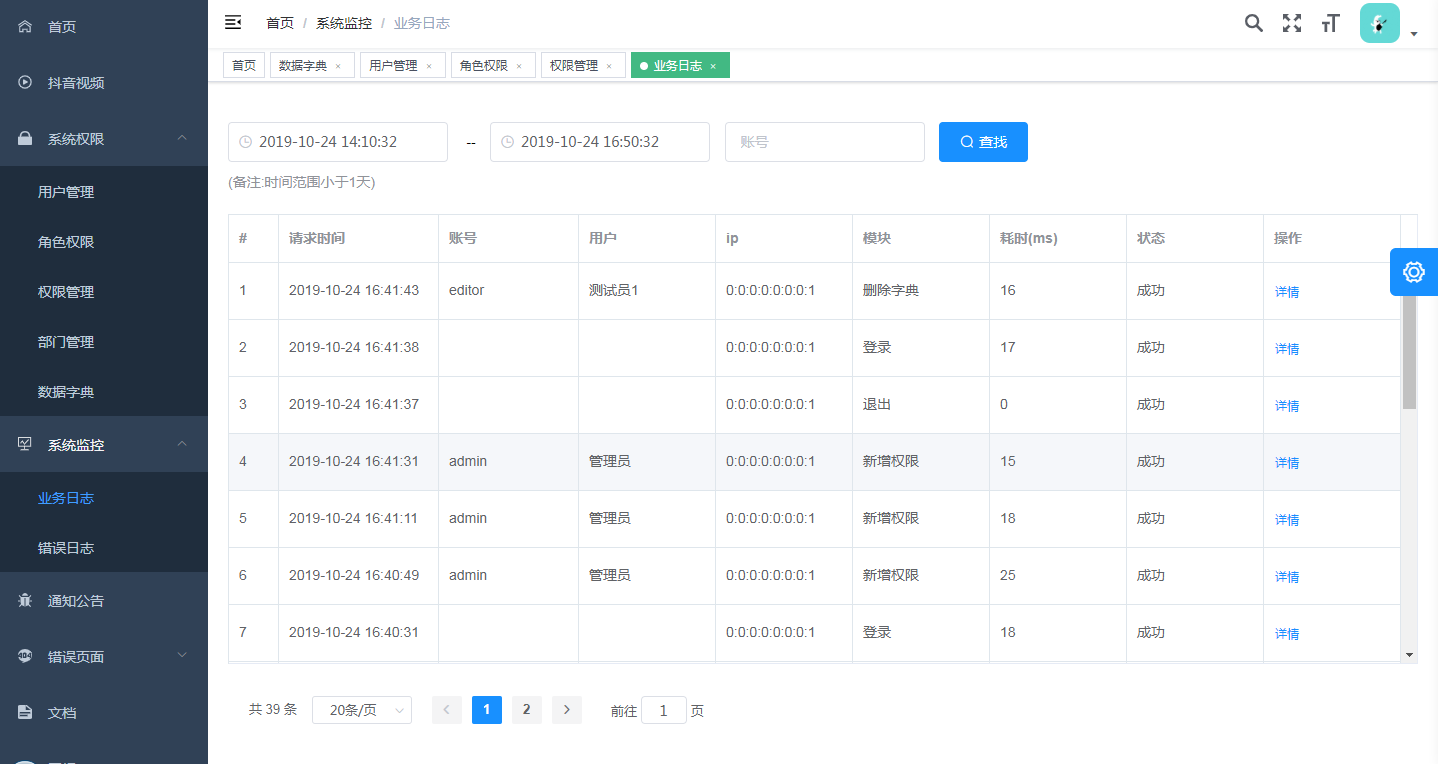 首页
抖音视频
系统权限
用户管理
角色权限
权限管理
部门管理
数据字典
系统监控
业务日志
错误日志
通知公告
404 错误页面
文档
首页 / 系统监控 / 业务日志
首页 数据字典 × 用户管理 × 角色权限 × 权限管理 × 业务日志 ×
2019-10-24 14:10:32 -- 2019-10-24 16:50:32 账号 查找
(备注:时间范围小于1天)
# 请求时间 账号 用户 ip 模块 耗时(ms) 状态 操作
1 2019-10-24 16:41:43 editor 测试员1 0:0:0:0:0:0:0:1 删除字典 16 成功 详情
2 2019-10-24 16:41:38 0:0:0:0:0:0:0:1 登录 17 成功 详情
3 2019-10-24 16:41:37 0:0:0:0:0:0:0:1 退出 0 成功 详情
4 2019-10-24 16:41:31 admin 管理员 0:0:0:0:0:0:0:1 新增权限 15 成功 详情
5 2019-10-24 16:41:11 admin 管理员 0:0:0:0:0:0:0:1 新增权限 18 成功 详情
6 2019-10-24 16:40:49 admin 管理员 0:0:0:0:0:0:0:1 新增权限 25 成功 详情
7 2019-10-24 16:40:31 0:0:0:0:0:0:0:1 登录 18 成功 详情
共 39 条 20条/页 1 2 前往 1 页